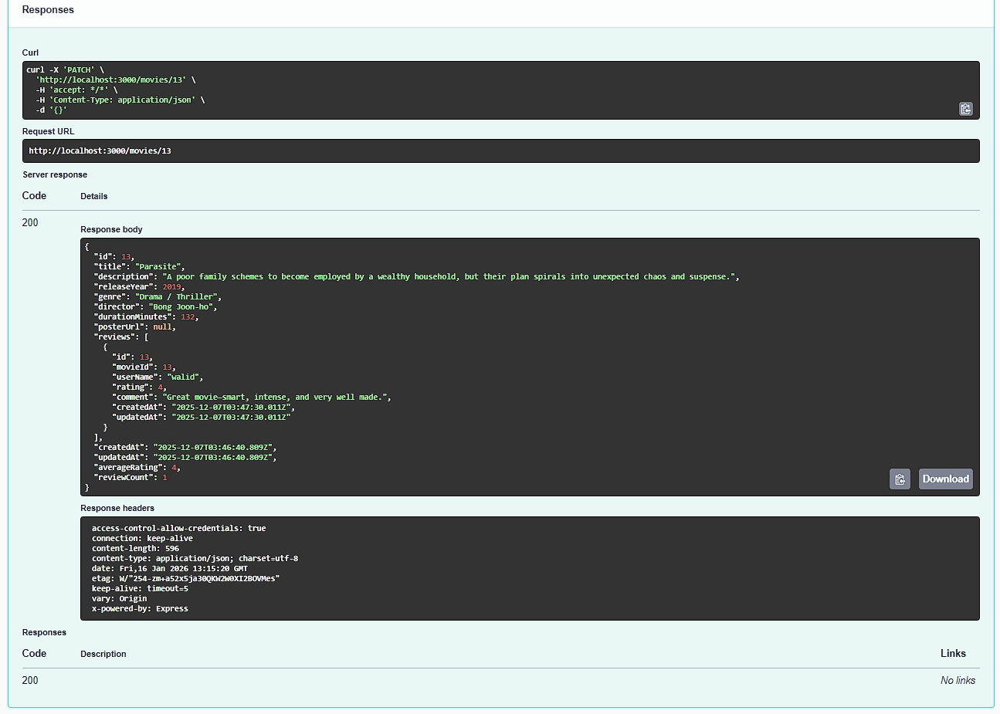 Responses
Curl
curl -X 'PATCH' \
'http://localhost:3000/movies/13' \
-H 'accept: */*' \
-H 'Content-Type: application/json' \
-d '{}'
Request URL
http://localhost:3000/movies/13
Server response
Code Details
200
Response body
{
"id": 13,
"title": "Parasite",
"description": "A poor family schemes to become employed by a wealthy household, but their plan spirals into unexpected chaos and suspense.",
"releaseYear": 2019,
"genre": "Drama / Thriller",
"director": "Bong Joon-ho",
"durationMinutes": 132,
"posterUrl": null,
"reviews": [
{
"id": 13,
"movieId": 13,
"userName": "walid",
"rating": 4,
"comment": "Great movie—smart, intense, and very well made.",
"createdAt": "2025-12-07T03:47:30.011Z",
"updatedAt": "2025-12-07T03:47:30.011Z"
}
],
"createdAt": "2025-12-07T03:46:40.809Z",
"updatedAt": "2025-12-07T03:46:40.809Z",
"averageRating": 4,
"reviewCount": 1
}
Download
Response headers
access-control-allow-credentials: true
connection: keep-alive
content-length: 596
content-type: application/json; charset=utf-8
date: Fri,16 Jan 2026 13:15:20 GMT
etag: W/"254-zm+a52x5ja30QKW2W0XI2BOVMes"
keep-alive: timeout=5
vary: Origin
x-powered-by: Express
Responses
Code Description Links
200 No links